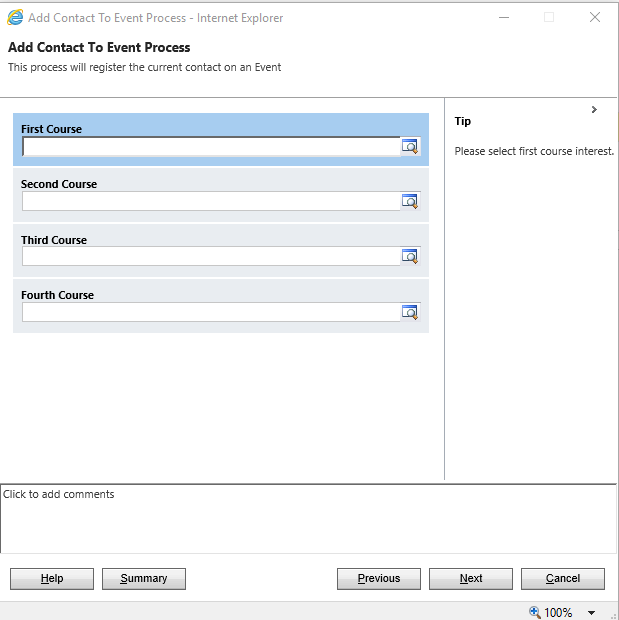 Add Contact To Event Process - Internet Explorer
Add Contact To Event Process
This process will register the current contact on an Event
First Course
Second Course
Third Course
Fourth Course
Tip
Please select first course interest.
Click to add comments
Help
Summary
Previous
Next
Cancel
100%